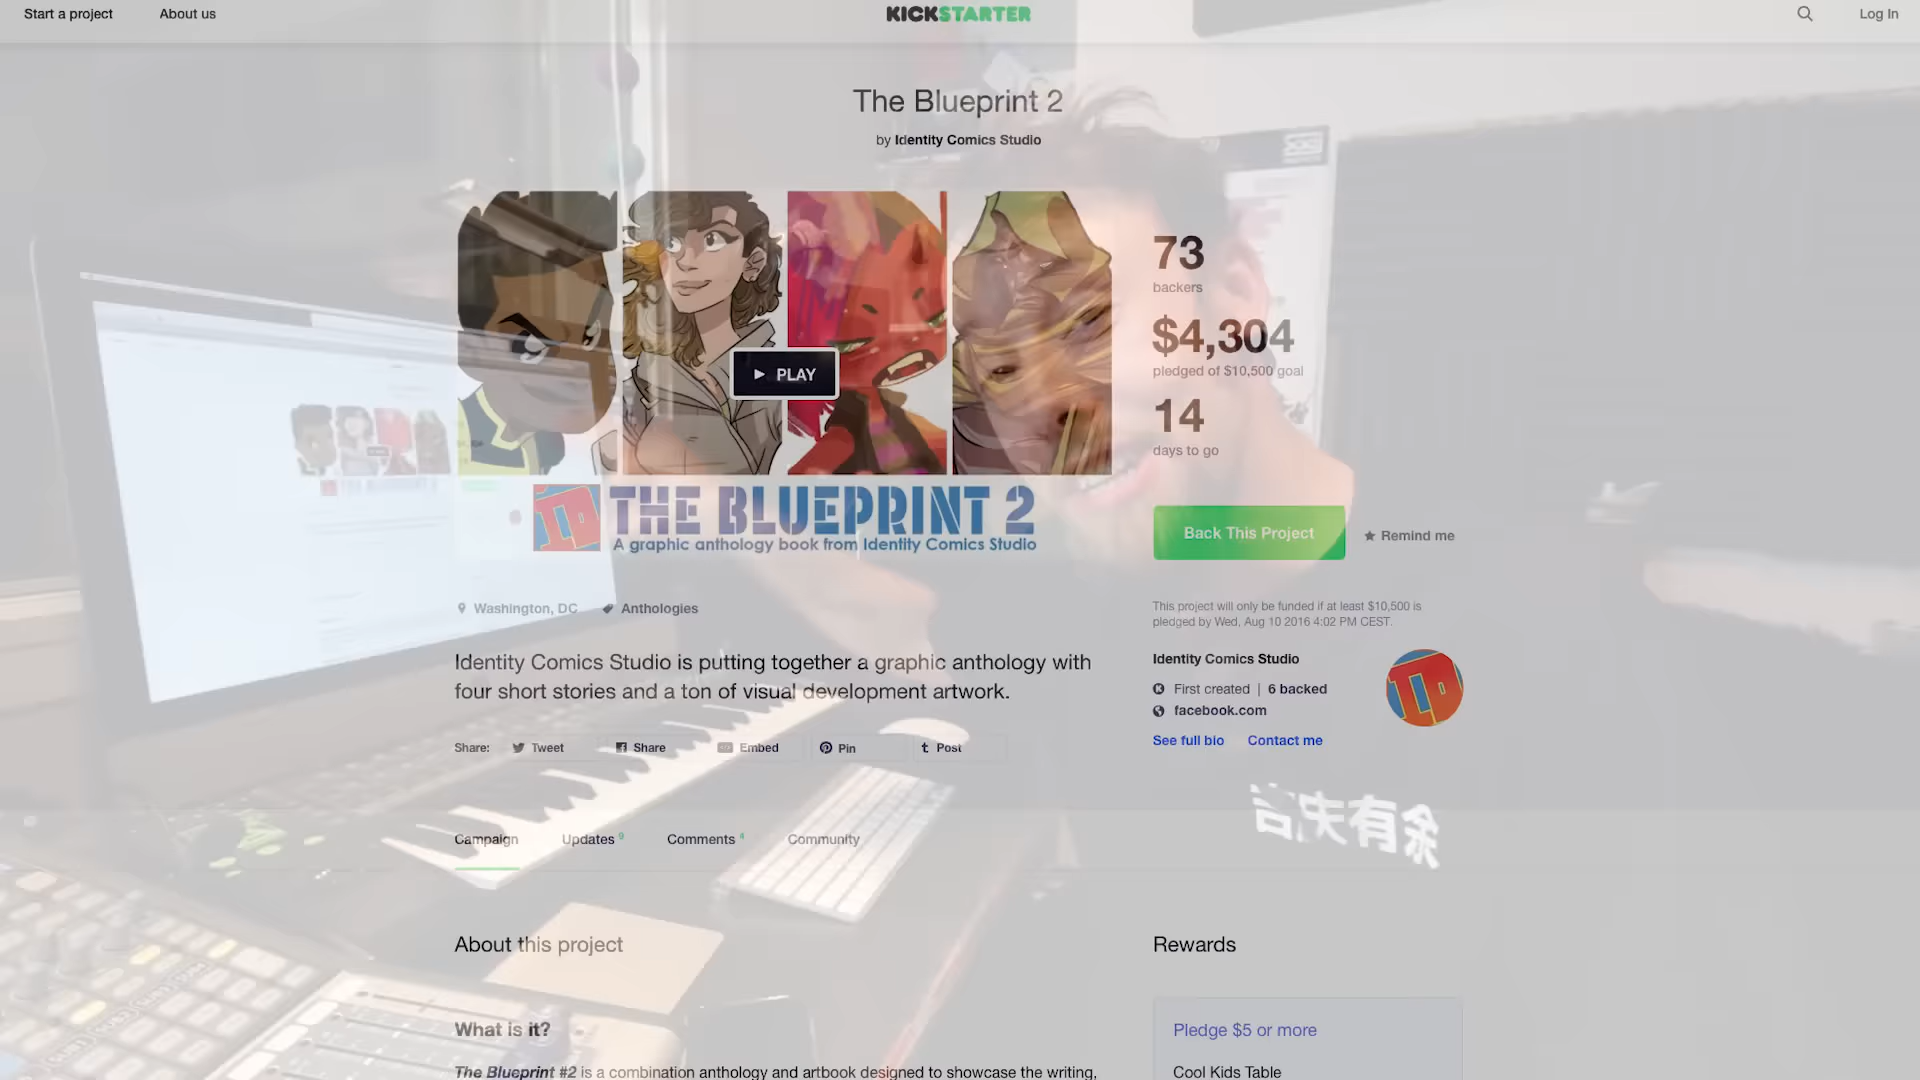 Start a project
About us
KICKSTARTER
Log In
The Blueprint 2
by Identity Comics Studio
PLAY
73
backers
$4,304
pledged of $10,500 goal
14
days to go
THE BLUEPRINT 2
A graphic anthology book from Identity Comics Studio
Back This Project
Remind me
Washington, DC
Anthologies
This project will only be funded if at least $10,500 is
pledged by Wed, Aug 10 2016 4:02 PM CEST.
Identity Comics Studio is putting together a graphic anthology with
four short stories and a ton of visual development artwork.
Identity Comics Studio
First created | 6 backed
facebook.com
See full bio
Contact me
Share:
Tweet
Share
Embed
Pin
Post
Campaign
Updates 9
Comments 4
Community
About this project
Rewards
What is it?
Pledge $5 or more
The Blueprint #2 is a combination anthology and artbook designed to showcase the writing,
Cool Kids Table